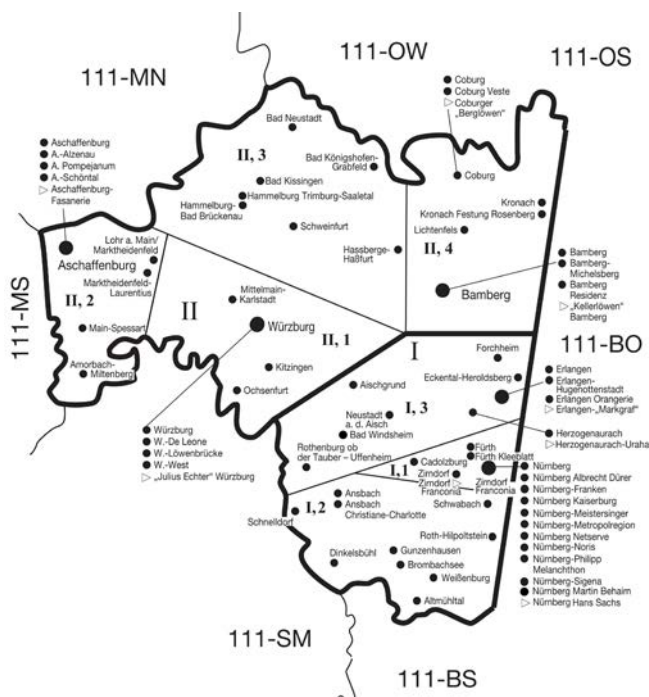 111-OW
111-OS
111-MN
Coburg
Coburg Veste
Coburger
„Berglöwen“
Bad Neustadt
Aschaffenburg
A.-Alzenau
A. Pompejanum
A.-Schöntal
Aschaffenburg-
Fasanerie
II, 3
Bad Königshofen-
Grabfeld
Bad Kissingen
Hammelburg Trimburg-Saaletal
Hammelburg-
Bad Brückenau
Coburg
Kronach
Kronach Festung Rosenberg
Lichtenfels
Schweinfurt
Lohr a. Main/
Marktheidenfeld
Aschaffenburg
Marktheidenfeld-
Laurentius
Hassberge-
Haßfurt
II, 4
Bamberg
Bamberg-
Michelsberg
Bamberg
Residenz
„Kellerlöwen“
Bamberg
Bamberg
111-MS
II, 2
Mittelmain-
Karlstadt
II
Würzburg
II, 1
Main-Spessart
Amorbach-
Miltenberg
I
Forchheim
111-BO
Kitzingen
Ochsenfurt
Aischgrund
Eckental-Heroldsberg
Erlangen
Erlangen-
Hugenottenstadt
Erlangen Orangerie
Erlangen-„Markgraf“
I, 3
Neustadt
a. d. Aisch
Bad Windsheim
Herzogenaurach
Herzogenaurach-Uraha
Würzburg
W.-De Leone
W.-Löwenbrücke
W.-West
„Julius Echter“ Würzburg
Rothenburg ob
der Tauber – Uffenheim
Fürth
Fürth Kleeblatt
I,1
Cadolzburg
Zirndorf
Zirndorf
Franconia
Zirndorf
Franconia
I, 2
Ansbach
Ansbach
Christiane-Charlotte
Schnelldorf
Schwabach
Nürnberg
Nürnberg Albrecht Dürer
Nürnberg-Franken
Nürnberg Kaiserburg
Nürnberg-Meistersinger
Nürnberg-Metropolregion
Nürnberg Netserve
Nürnberg-Noris
Nürnberg-Philipp
Melanchthon
Nürnberg-Sigena
Nürnberg Martin Behaim
Nürnberg Hans Sachs
Roth-Hilpoltstein
Dinkelsbühl
Gunzenhausen
Brombachsee
Weißenburg
Altmühltal
111-SM
111-BS